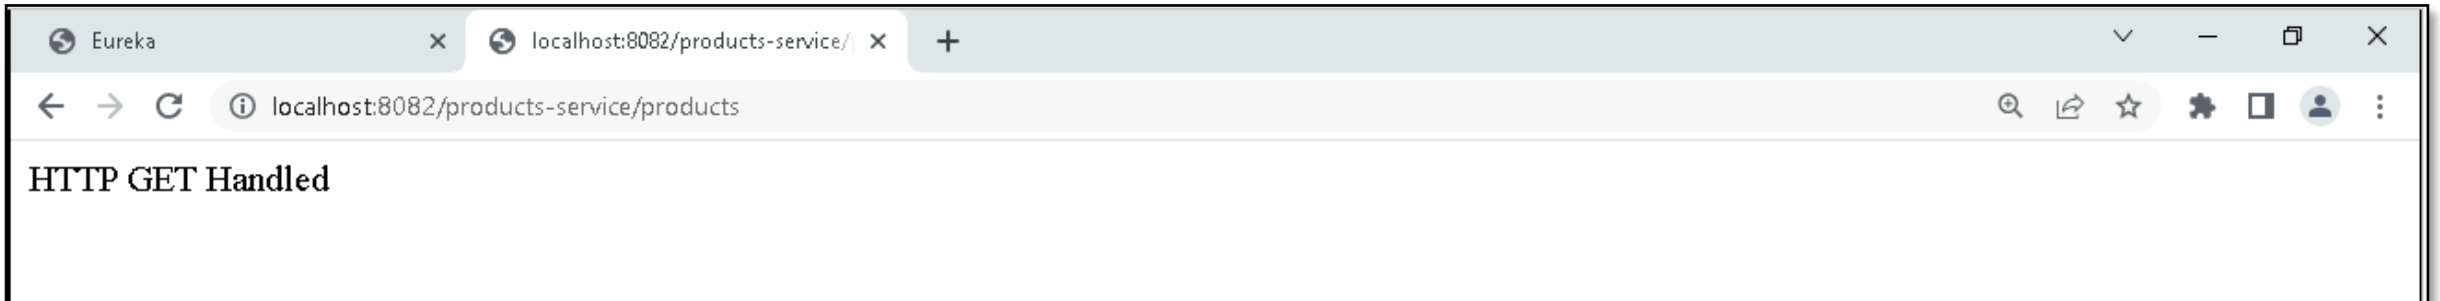 Eureka
localhost:8082/products-service/
localhost:8082/products-service/products
HTTP GET Handled